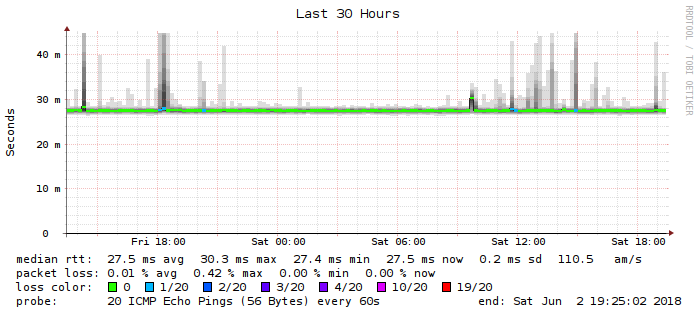 Last 30 Hours
RRDTOOL / TOBI OETIKER
Seconds
40 m
30 m
20 m
10 m
0
Fri 18:00 Sat 00:00 Sat 06:00 Sat 12:00 Sat 18:00
median rtt: 27.5 ms avg 30.3 ms max 27.4 ms min 27.5 ms now 0.2 ms sd 110.5 am/s
packet loss: 0.01 % avg 0.42 % max 0.00 % min 0.00 % now
loss color: 0 1/20 2/20 3/20 4/20 10/20 19/20
probe: 20 ICMP Echo Pings (56 Bytes) every 60s end: Sat Jun 2 19:25:02 2018